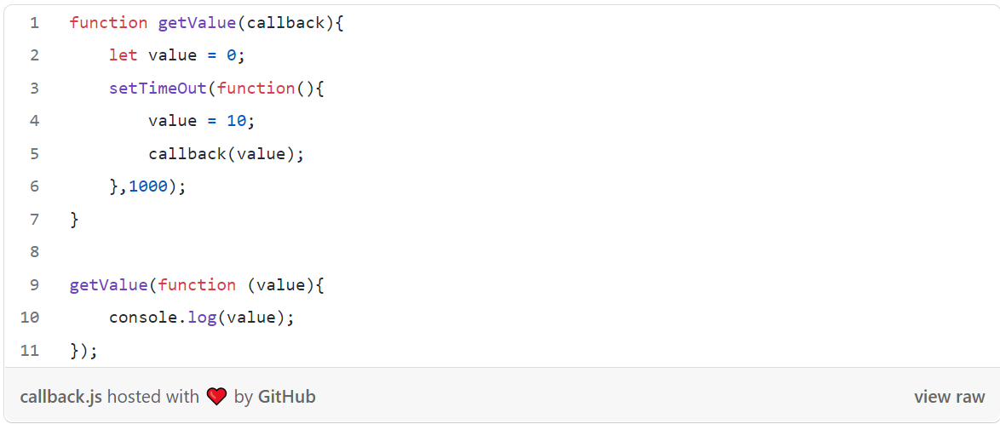 1 function getValue(callback){
2     let value = 0;
3     setTimeOut(function(){
4         value = 10;
5         callback(value);
6     },1000);
7 }
8
9 getValue(function (value){
10     console.log(value);
11 });
callback.js hosted with ❤ by GitHub view raw